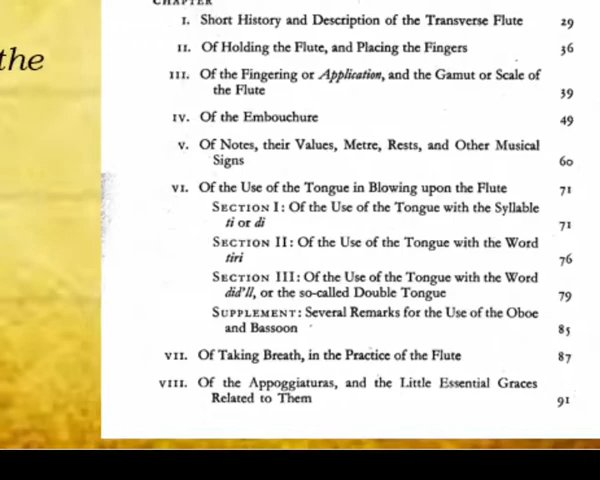 CHAPTER
the
I. Short History and Description of the Transverse Flute 29
II. Of Holding the Flute, and Placing the Fingers 36
III. Of the Fingering or Application, and the Gamut or Scale of
the Flute 39
IV. Of the Embouchure 49
V. Of Notes, their Values, Metre, Rests, and Other Musical
Signs 60
VI. Of the Use of the Tongue in Blowing upon the Flute 71
SECTION I: Of the Use of the Tongue with the Syllable
ti or di 71
SECTION II: Of the Use of the Tongue with the Word
tiri 76
SECTION III: Of the Use of the Tongue with the Word
did'll, or the so-called Double Tongue 79
SUPPLEMENT: Several Remarks for the Use of the Oboe
and Bassoon 85
VII. Of Taking Breath, in the Practice of the Flute 87
VIII. Of the Appoggiaturas, and the Little Essential Graces
Related to Them 91